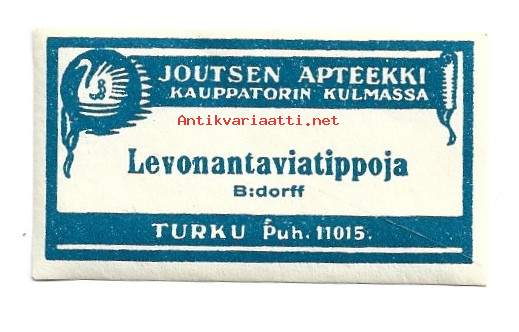 JOUTSEN APTEEKKI
KAUPPATORIN KULMASSA
Antikvariaatti.net
Levonantaviatippoja
B:dorff
TURKU Puh. 11015.